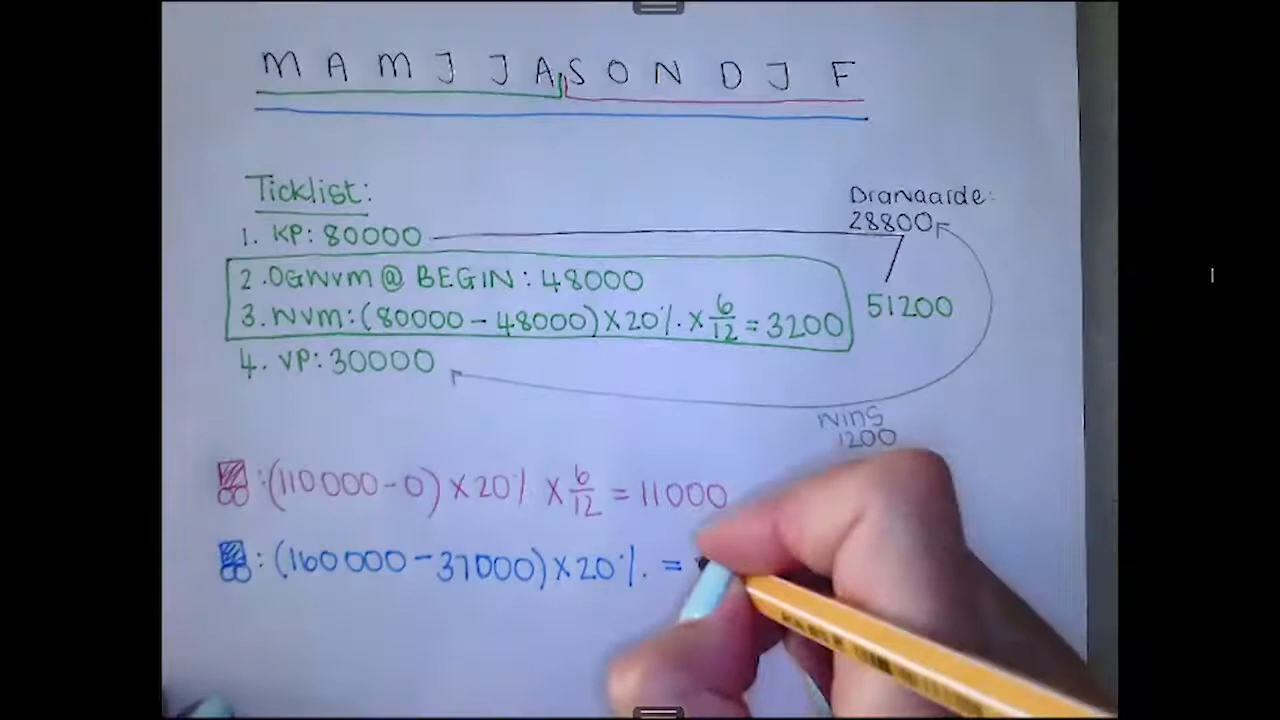 M A M J J A S O N D J F
Ticklist:
1. KP: 80000
2. OGWVM @ BEGIN: 48000
3. WVM: (80000 - 48000) X 20% X 6/12 = 3200
4. VP: 30000
Drawaarde:
28800
51200
Wins
1200
: (110000 - 0) X 20% X 6/12 = 11000
: (160000 - 37000) X 20% =